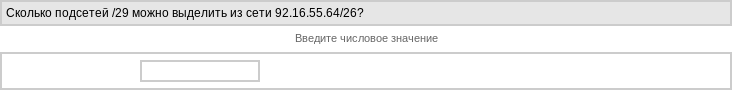 Сколько подсетей /29 можно выделить из сети 92.16.55.64/26?
Введите числовое значение